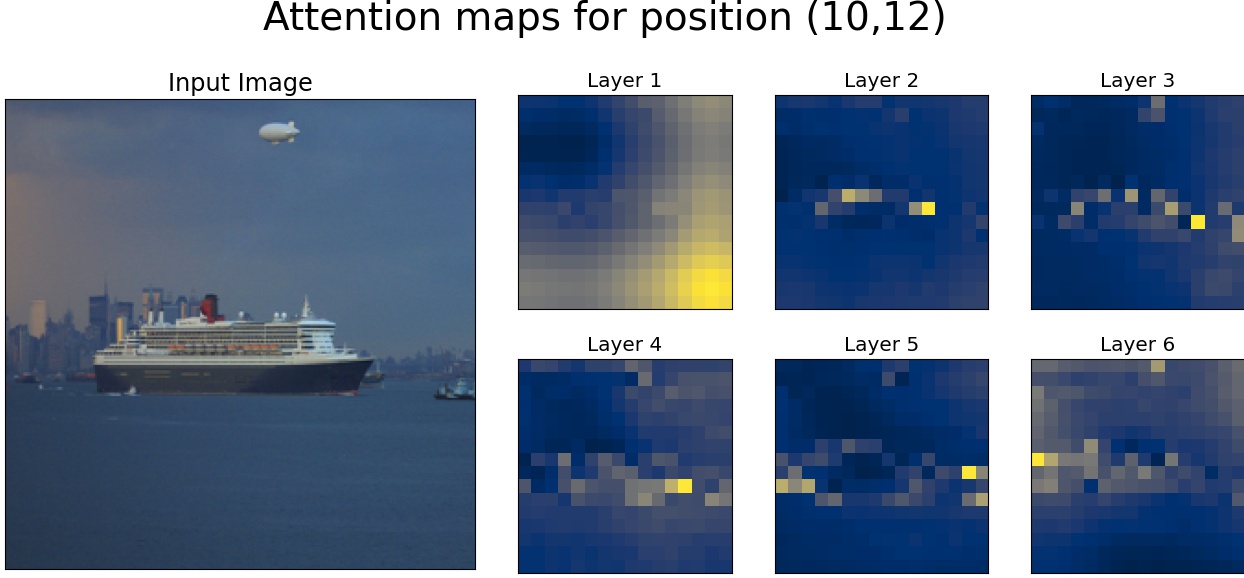 Attention maps for position (10,12)
Input Image
Layer 1
Layer 2
Layer 3
Layer 4
Layer 5
Layer 6